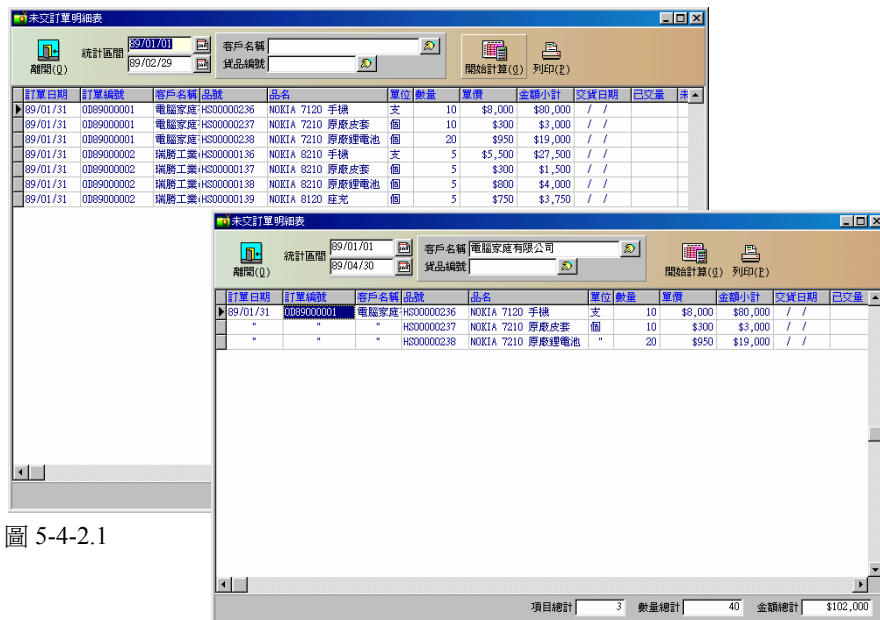 未交訂單明細表
離開(Q) 統計區間 89/01/01 89/02/29 客戶名稱 貨品編號 開始計算(G) 列印(P)
訂單日期 訂單編號 客戶名稱 品號 品名 單位 數量 單價 金額小計 交貨日期 已交量 未
89/01/31 OD89000001 電腦家庭 HS00000236 NOKIA 7120 手機 支 10 $8,000 $80,000 / /
89/01/31 OD89000001 電腦家庭 HS00000237 NOKIA 7210 原廠皮套 個 10 $300 $3,000 / /
89/01/31 OD89000001 電腦家庭 HS00000238 NOKIA 7210 原廠鋰電池 個 20 $950 $19,000 / /
89/01/31 OD89000002 瑞勝工業 HS00000136 NOKIA 8210 手機 支 5 $5,500 $27,500 / /
89/01/31 OD89000002 瑞勝工業 HS00000137 NOKIA 8210 原廠皮套 個 5 $300 $1,500 / /
89/01/31 OD89000002 瑞勝工業 HS00000138 NOKIA 8210 原廠鋰電池 個 5 $800 $4,000 / /
89/01/31 OD89000002 瑞勝工業 HS00000139 NOKIA 8120 座充 個 5 $750 $3,750 / /
圖 5-4-2.1
未交訂單明細表
離開(Q) 統計區間 89/01/01 89/04/30 客戶名稱 電腦家庭有限公司 貨品編號 開始計算(G) 列印(P)
訂單日期 訂單編號 客戶名稱 品號 品名 單位 數量 單價 金額小計 交貨日期 已交量
89/01/31 OD89000001 電腦家庭 HS00000236 NOKIA 7120 手機 支 10 $8,000 $80,000 / /
" " " HS00000237 NOKIA 7210 原廠皮套 個 10 $300 $3,000 / /
" " " HS00000238 NOKIA 7210 原廠鋰電池 " 20 $950 $19,000 / /
項目總計 3 數量總計 40 金額總計 $102,000